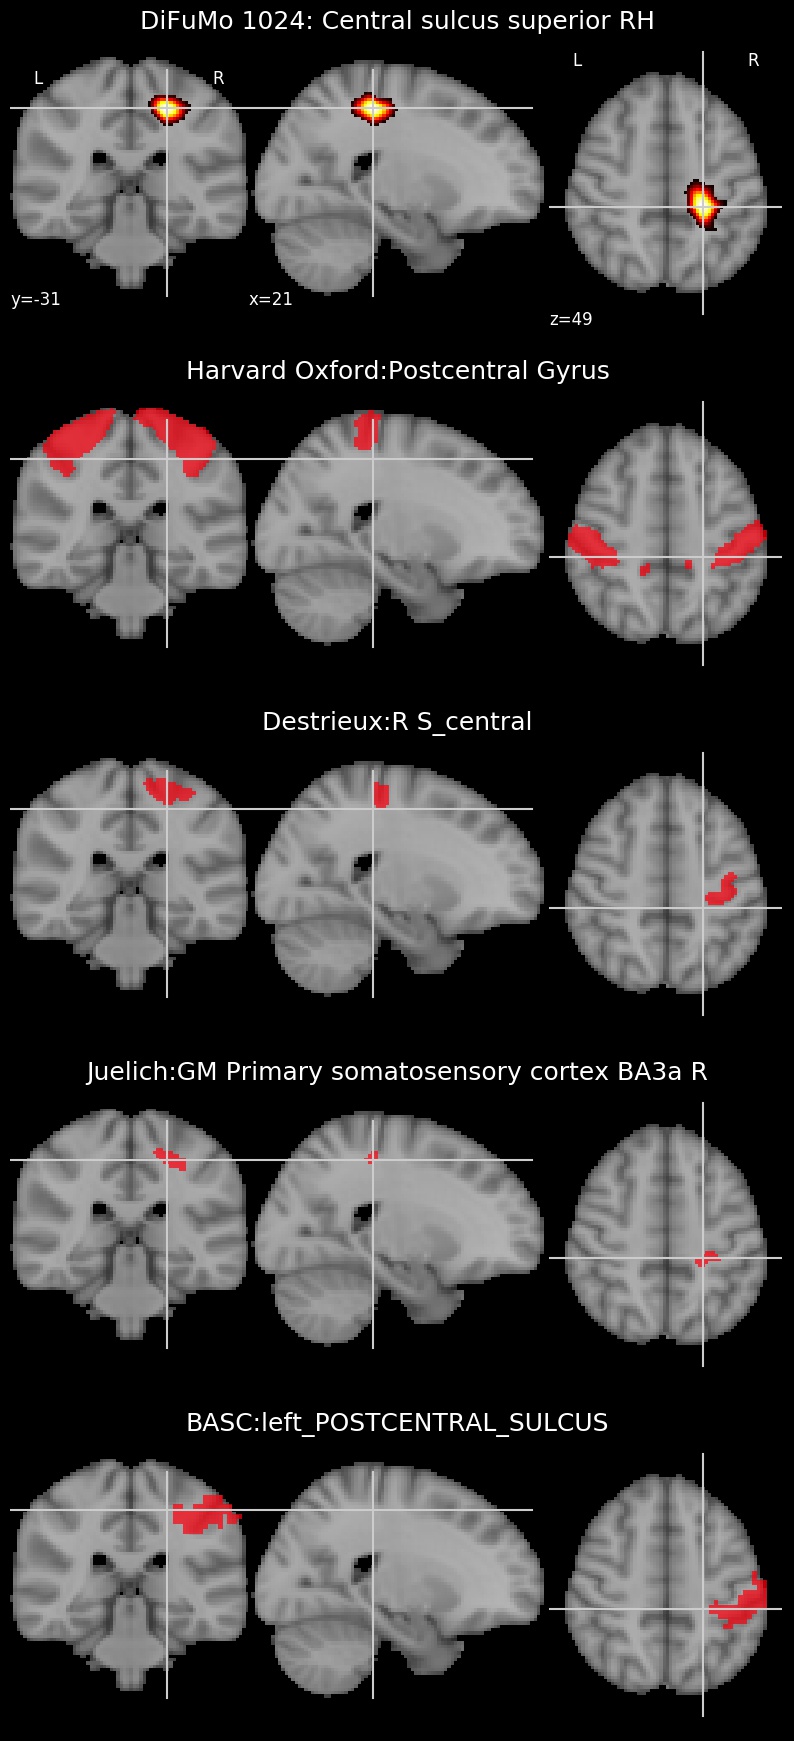 DiFuMo 1024: Central sulcus superior RH
L R
L R
y=-31
x=21
z=49
Harvard Oxford:Postcentral Gyrus
Destrieux:R S_central
Juelich:GM Primary somatosensory cortex BA3a R
BASC:left_POSTCENTRAL_SULCUS